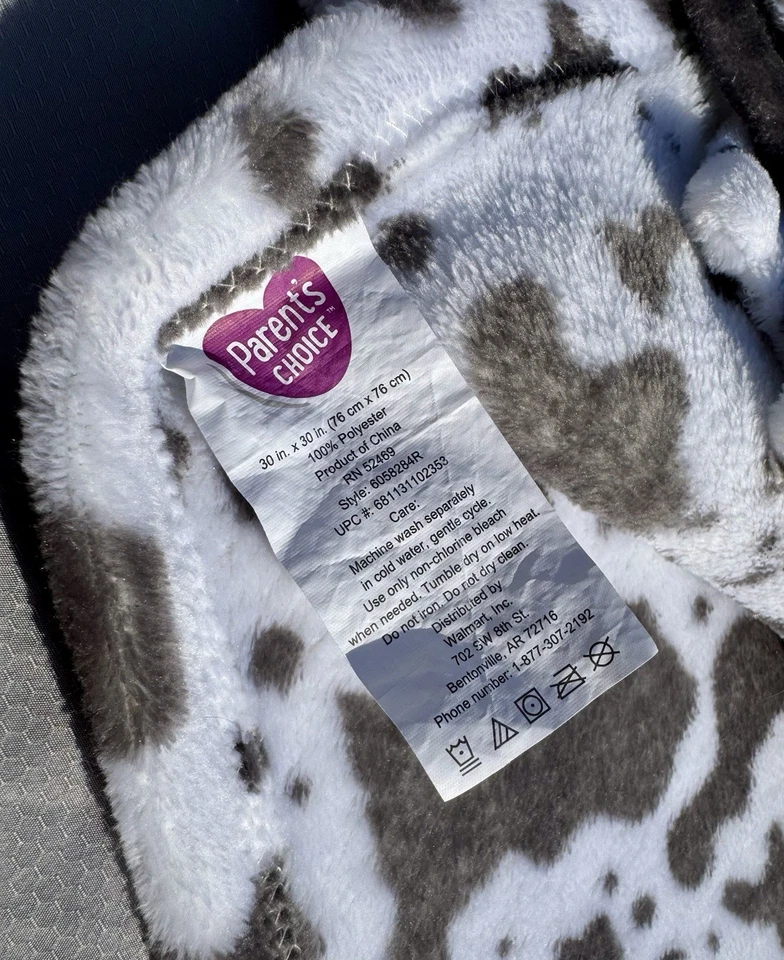 Parent's
CHOICE™
30 in. x 30 in. (76 cm x 76 cm)
100% Polyester
Product of China
RN 52469
Style: 6058284R
UPC #: 681131102353
Care:
Machine wash separately
in cold water, gentle cycle.
Use only non-chlorine bleach
when needed. Tumble dry on low heat.
Do not iron. Do not dry clean.
Distributed by
Walmart, Inc.
702 SW 8th St.
Bentonville, AR 72716
Phone number: 1-877-307-2192